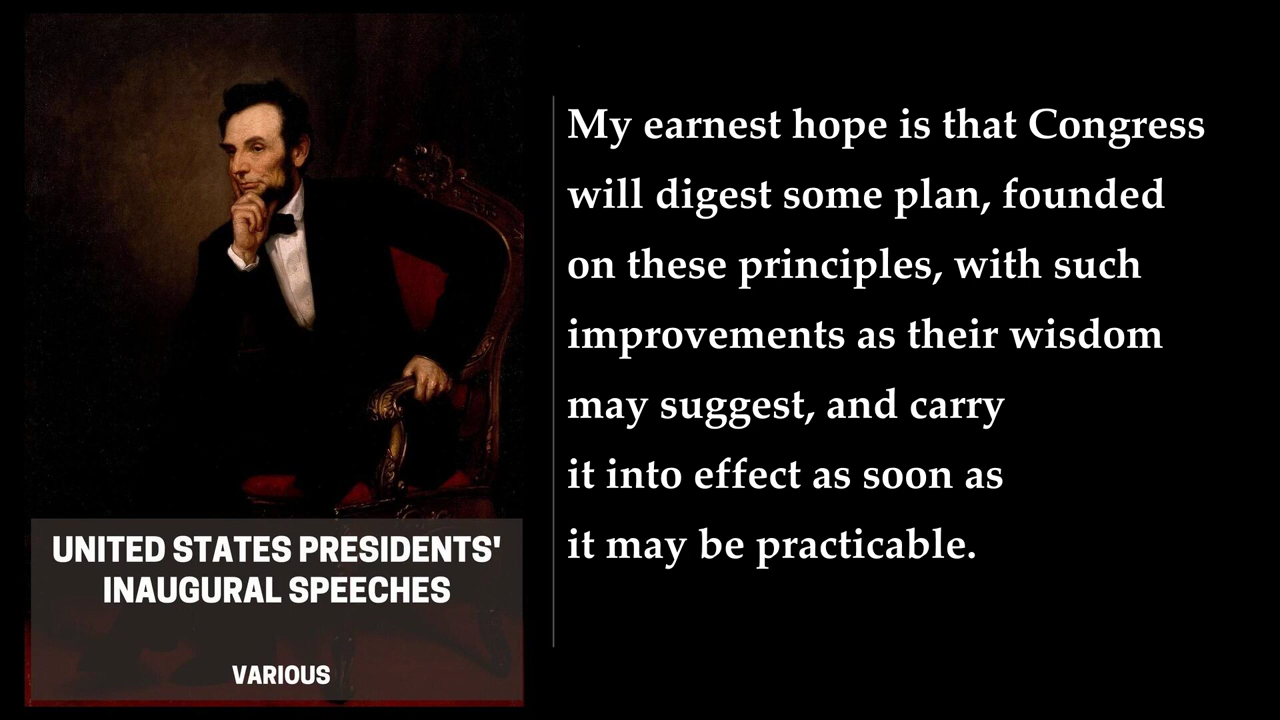 UNITED STATES PRESIDENTS'
INAUGURAL SPEECHES
VARIOUS
My earnest hope is that Congress
will digest some plan, founded
on these principles, with such
improvements as their wisdom
may suggest, and carry
it into effect as soon as
it may be practicable.